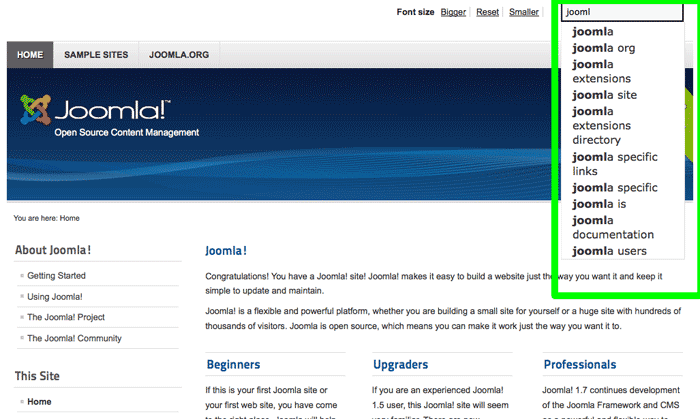 Font size Bigger Reset Smaller
jooml
joomla
joomla org
joomla
extensions
joomla site
joomla
extensions
directory
joomla specific
links
joomla specific
joomla is
joomla
documentation
joomla users
HOME SAMPLE SITES JOOMLA.ORG
Joomla!™
Open Source Content Management
You are here: Home
About Joomla!
Getting Started
Using Joomla!
The Joomla! Project
The Joomla! Community
This Site
Home
Joomla!
Congratulations! You have a Joomla! site! Joomla! makes it easy to build a website just the way you want it and keep it
simple to update and maintain.
Joomla! is a flexible and powerful platform, whether you are building a small site for yourself or a huge site with hundreds of
thousands of visitors. Joomla is open source, which means you can make it work just the way you want it to.
Beginners
If this is your first Joomla site or
your first web site, you have come
Upgraders
If you are an experienced Joomla!
1.5 user, this Joomla! site will seem
Professionals
Joomla! 1.7 continues development
of the Joomla Framework and CMS